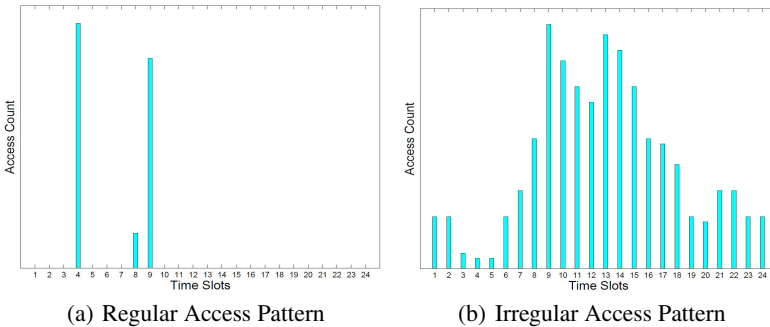 Access Count
1 2 3 4 5 6 7 8 9 10 11 12 13 14 15 16 17 18 19 20 21 22 23 24
Time Slots
(a) Regular Access Pattern
Access Count
1 2 3 4 5 6 7 8 9 10 11 12 13 14 15 16 17 18 19 20 21 22 23 24
Time Slots
(b) Irregular Access Pattern